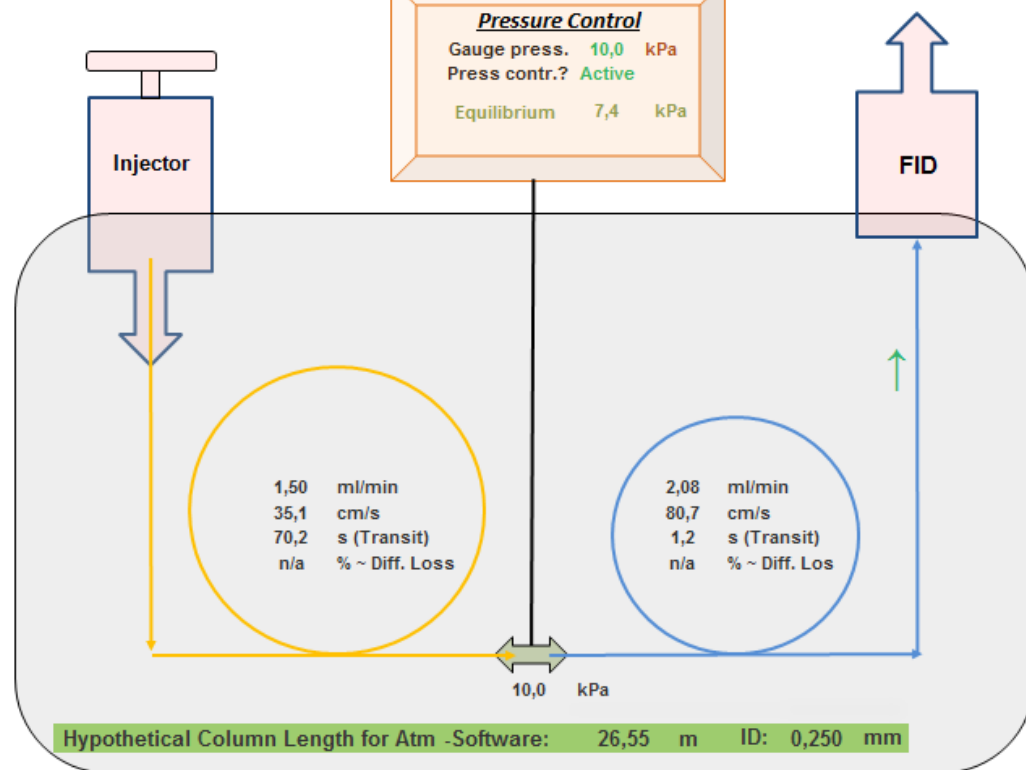 Pressure Control
Gauge press. 10,0 kPa
Press contr.? Active
Equilibrium 7,4 kPa
Injector
FID
1,50 ml/min
35,1 cm/s
70,2 s (Transit)
n/a % ~ Diff. Loss
2,08 ml/min
80,7 cm/s
1,2 s (Transit)
n/a % ~ Diff. Los
10,0 kPa
Hypothetical Column Length for Atm -Software: 26,55 m ID: 0,250 mm